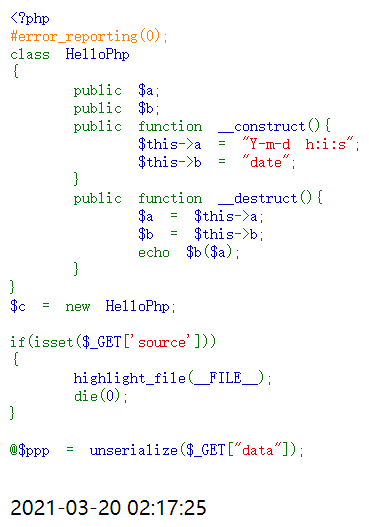 <?php
#error_reporting(0);
class HelloPhp
{
        public $a;
        public $b;
        public function __construct(){
                $this->a = "Y-m-d h:i:s";
                $this->b = "date";
        }
        public function __destruct(){
                $a = $this->a;
                $b = $this->b;
                echo $b($a);
        }
}
$c = new HelloPhp;

if(isset($_GET['source']))
{
        highlight_file(__FILE__);
        die(0);
}

@$ppp = unserialize($_GET["data"]);

2021-03-20 02:17:25